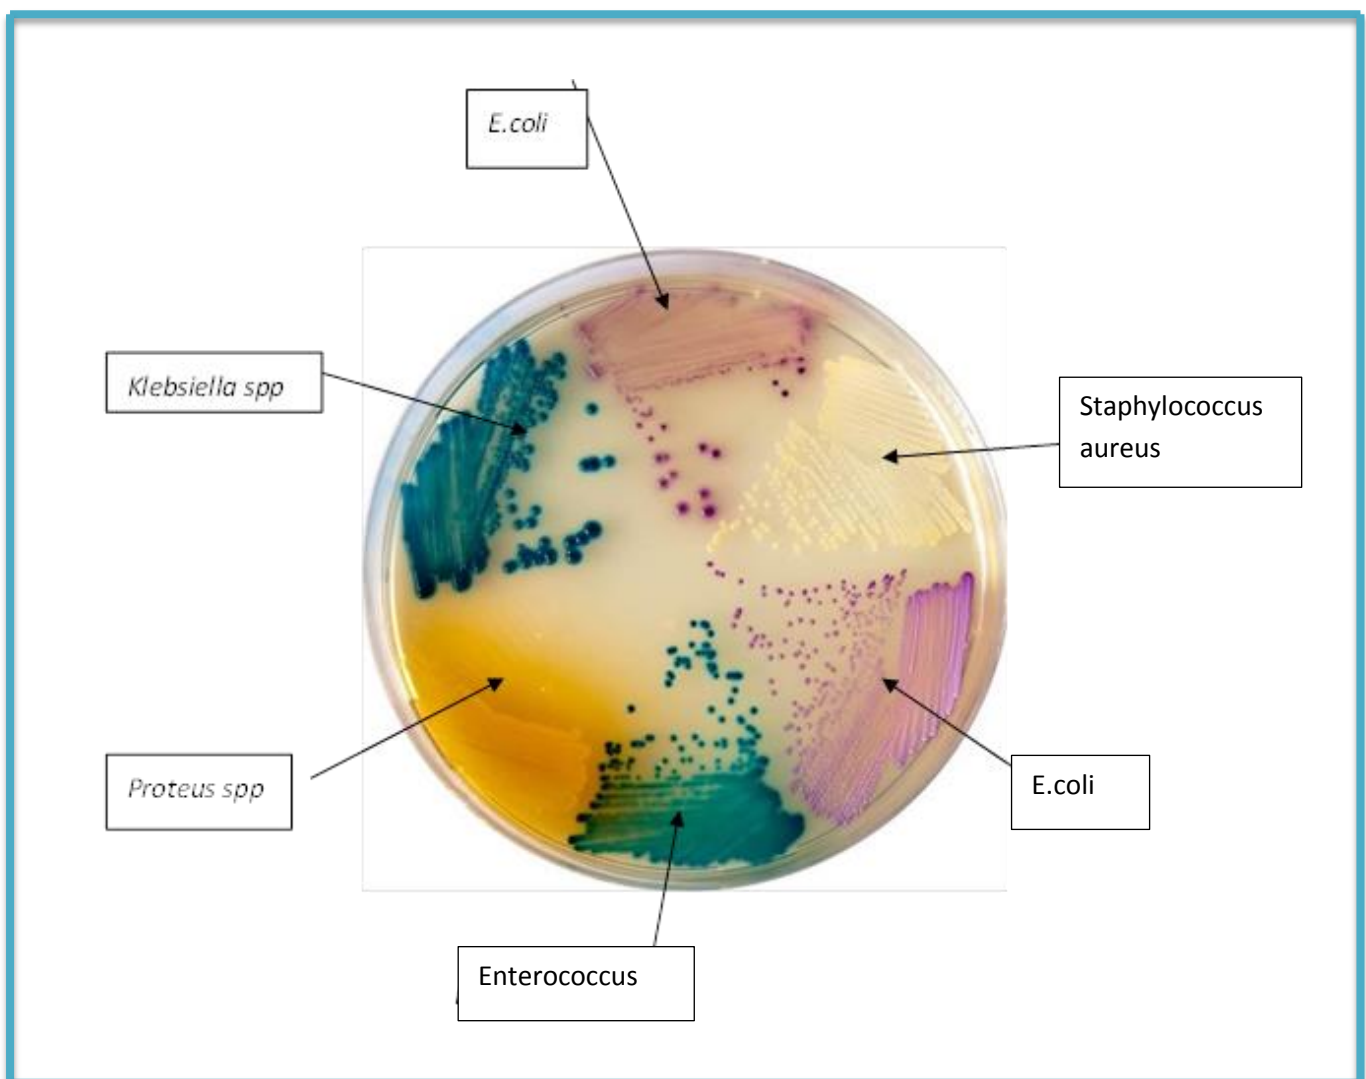 E.coli
Klebsiella spp
Staphylococcus
aureus
Proteus spp
E.coli
Enterococcus